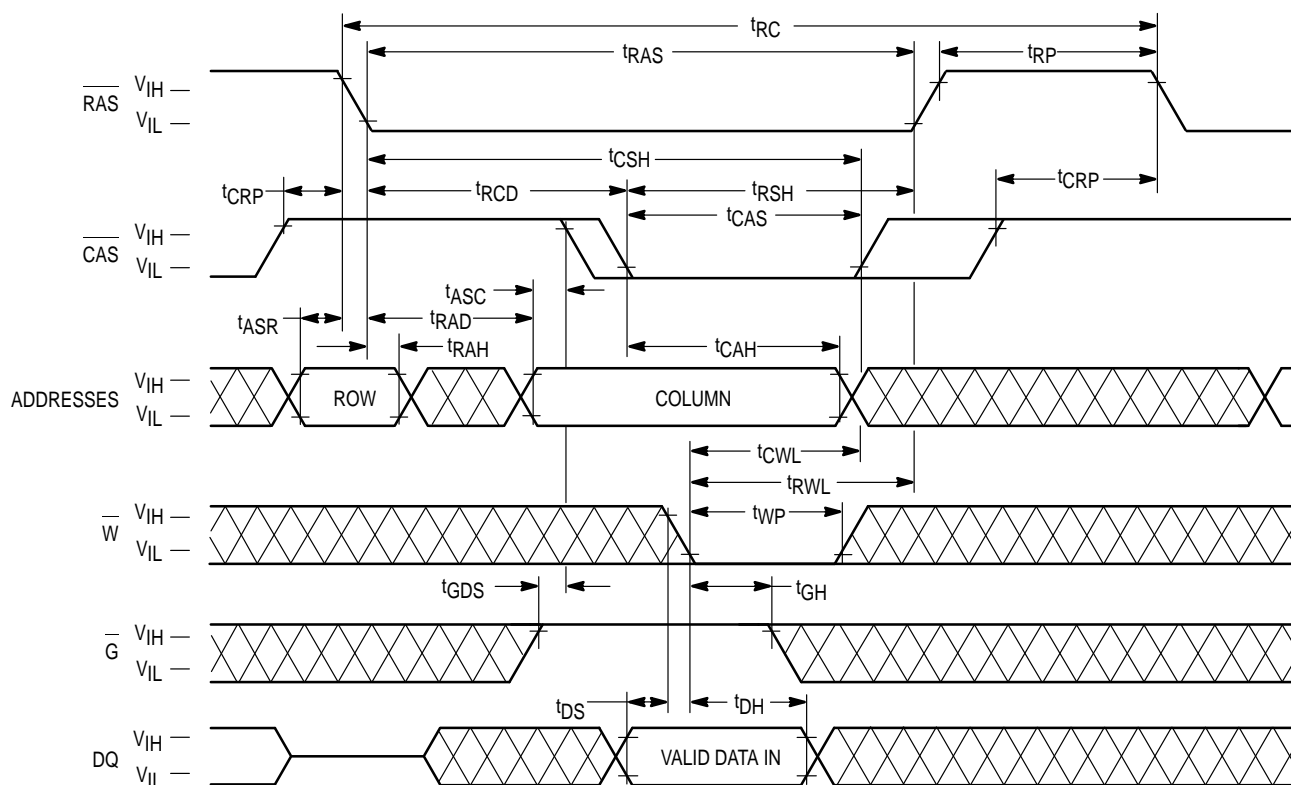 tRC
tRAS
tRP
RAS
VIH
VIL
tCSH
tCRP
tRCD
tRSH
tCRP
tCAS
CAS
VIH
VIL
tASC
tASR
tRAD
tRAH
tCAH
ADDRESSES
VIH
VIL
ROW
COLUMN
tCWL
tRWL
W
VIH
VIL
tWP
tGDS
tGH
G
VIH
VIL
tDS
tDH
DQ
VIH
VIL
VALID DATA IN